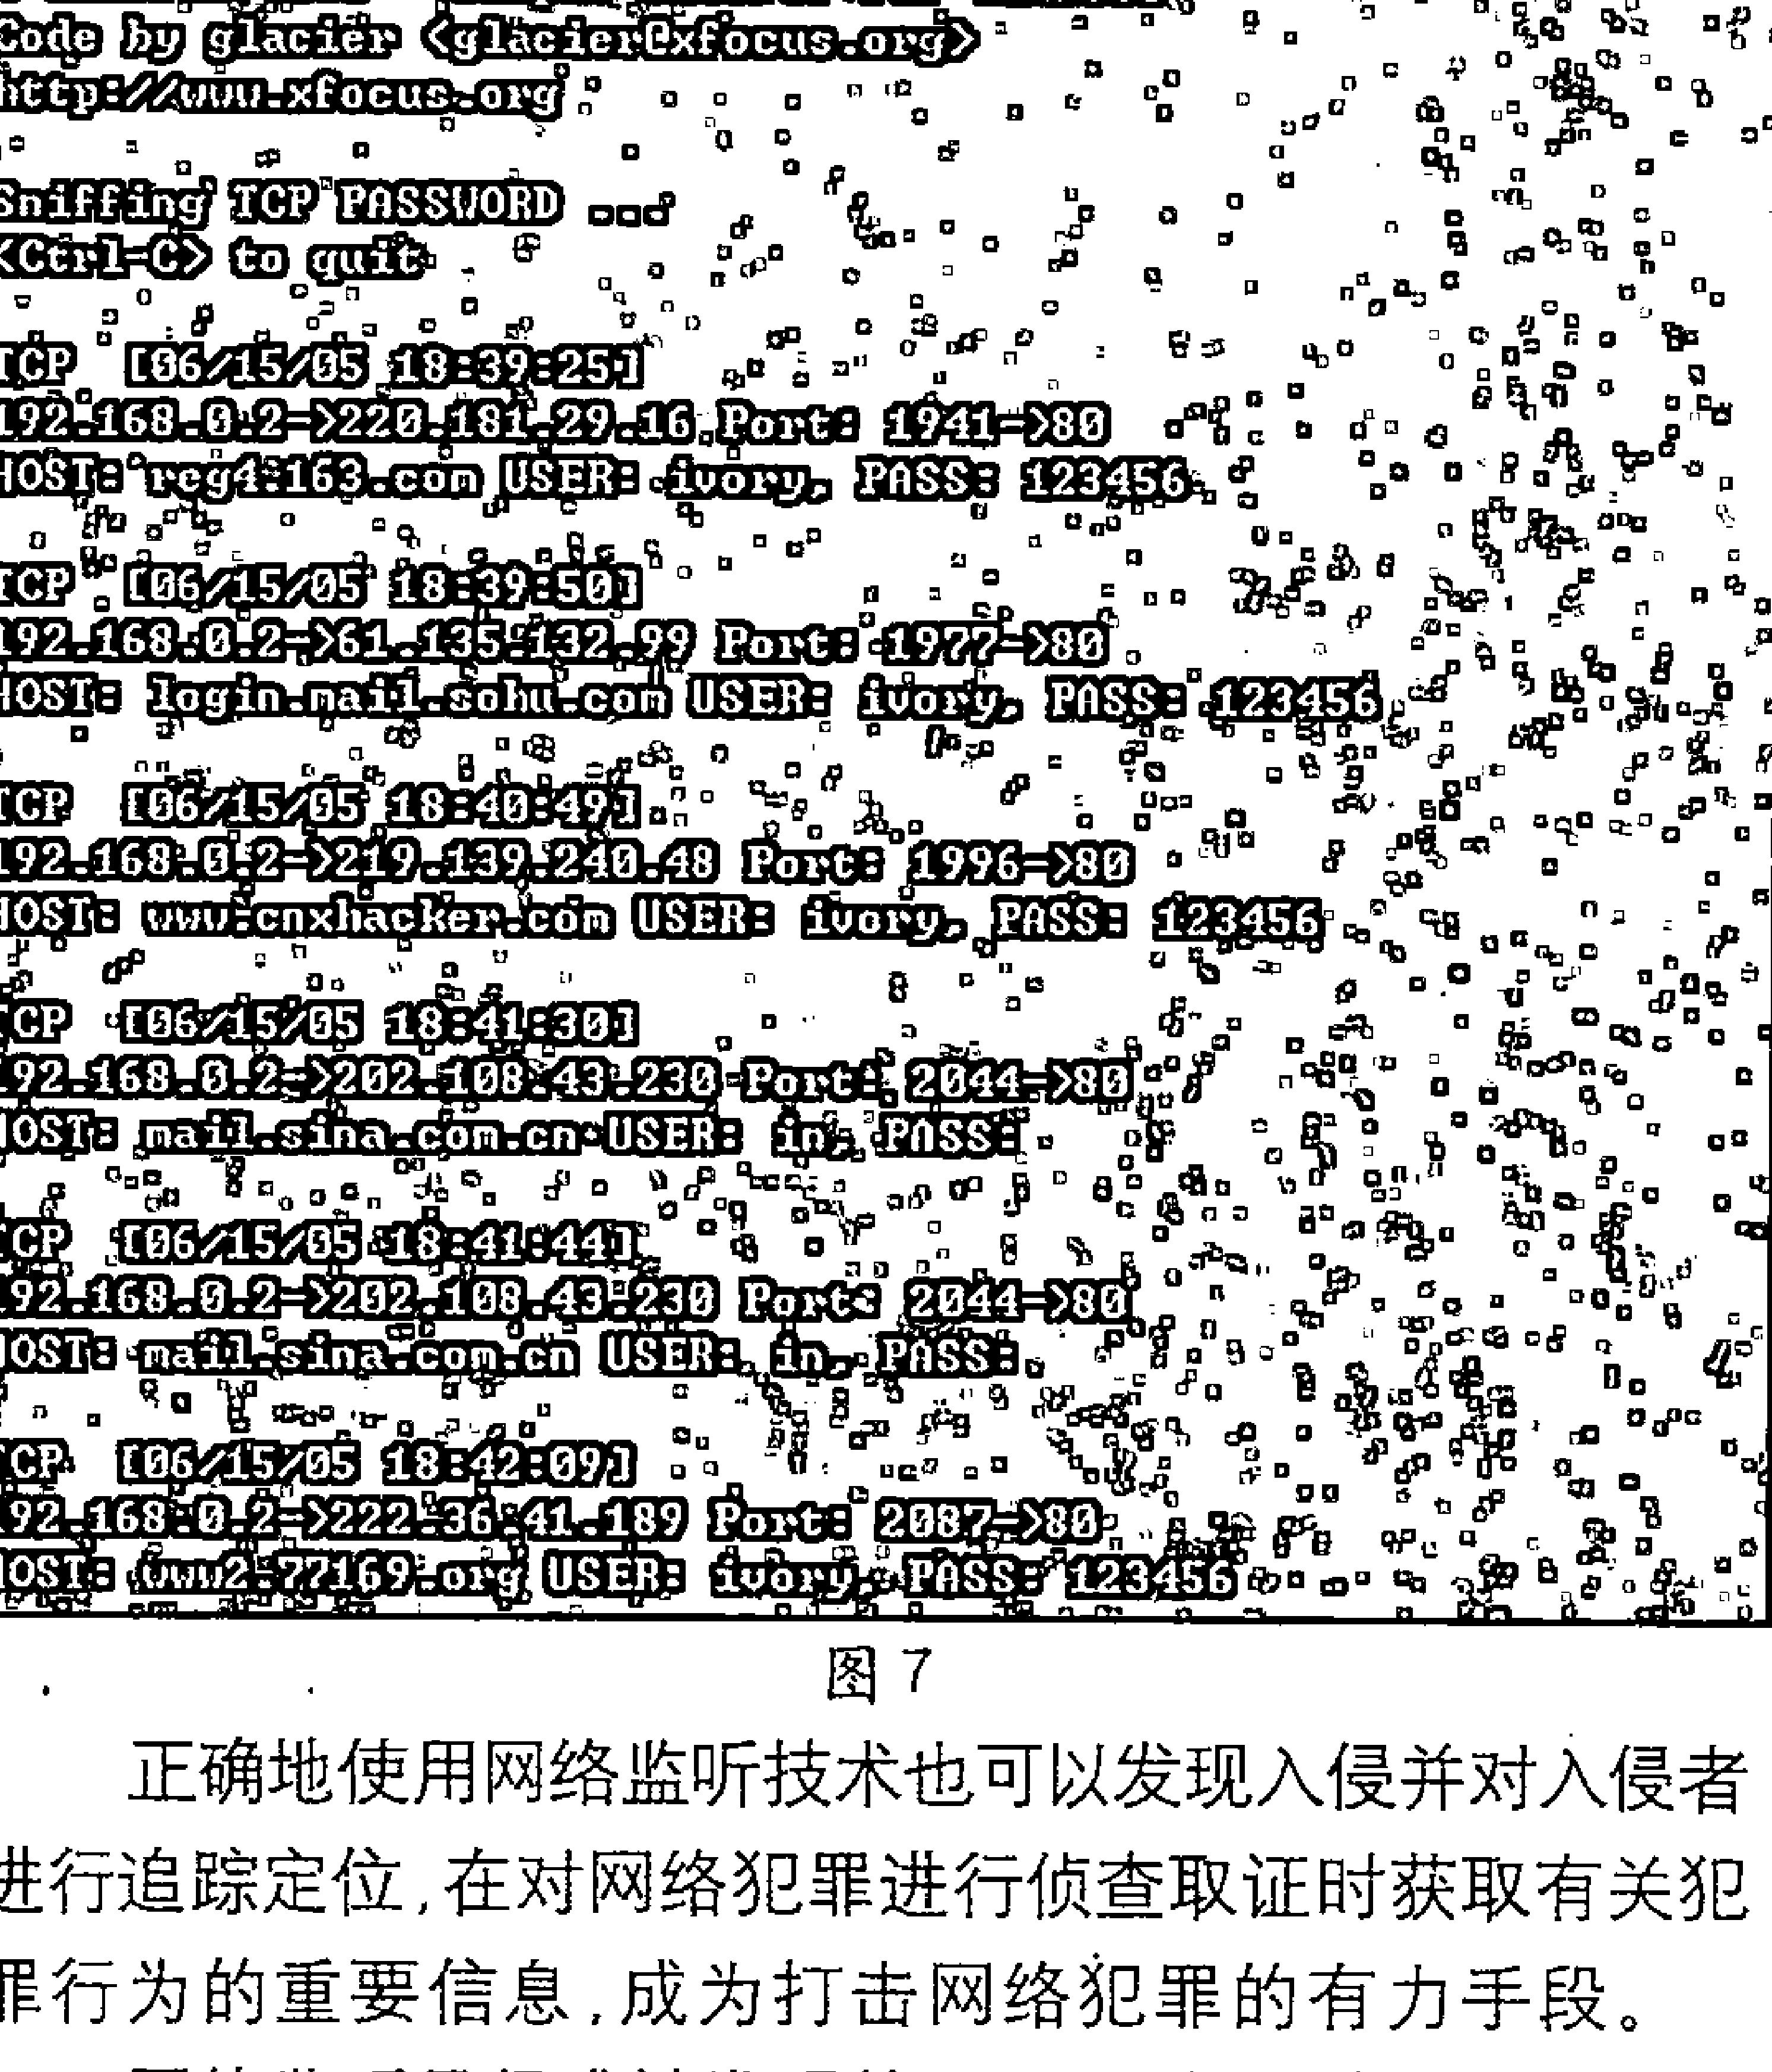 Code by glacier <glacier@xfocus.org>
http://www.xfocus.org
Sniffing TCP PASSWORD ...
<Ctrl-C> to quit
TCP [06/15/05 18:39:25]
192.168.0.2=>220.181.29.16 Port: 1941=>80
HOST: reg4.163.com USER: ivory, PASS: 123456
TCP [06/15/05 18:39:50]
192.168.0.2=>61.135.132.99 Port: 1977=>80
HOST: login.mail.sohu.com USER: ivory, PASS: 123456
TCP [06/15/05 18:40:49]
192.168.0.2=>219.139.240.48 Port: 1996=>80
HOST: www.cnxhacker.com USER: ivory, PASS: 123456
TCP [06/15/05 18:41:30]
192.168.0.2=>202.108.43.230 Port: 2044=>80
HOST: mail.sina.com.cn USER: in, PASS:
TCP [06/15/05 18:41:44]
192.168.0.2=>202.108.43.230 Port: 2044=>80
HOST: mail.sina.com.cn USER: in, PASS:
TCP [06/15/05 18:42:09]
192.168.0.2=>222.36.41.189 Port: 2087=>80
HOST: www2.77169.org USER: ivory, PASS: 123456
图 7
正确地使用网络监听技术也可以发现入侵并对入侵者
进行追踪定位,在对网络犯罪进行侦查取证时获取有关犯
罪行为的重要信息,成为打击网络犯罪的有力手段。